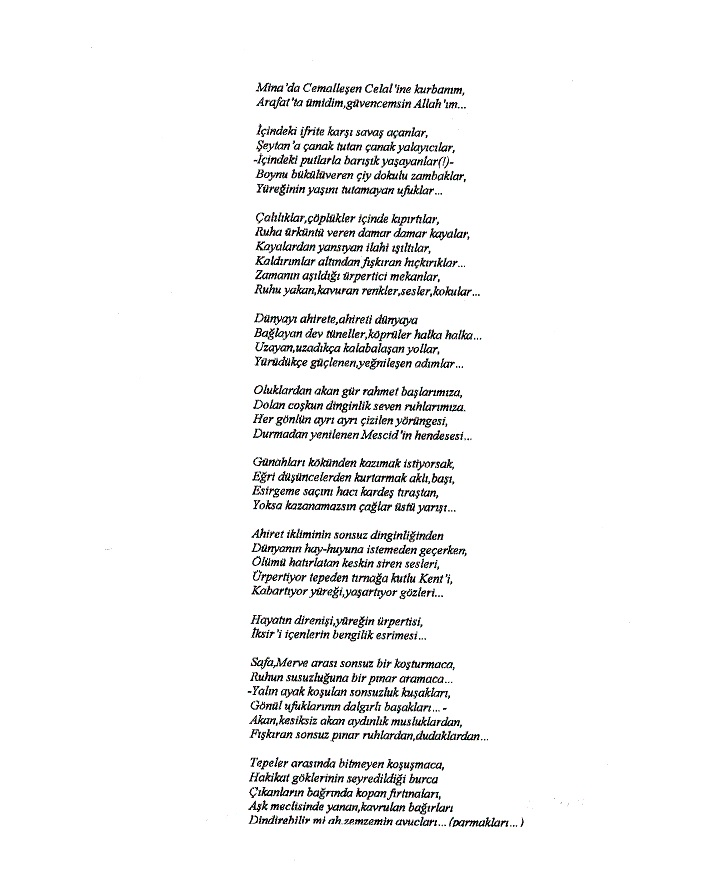 Mina'da Cemalleşen Celal'ine kurbanım,
Arafat'ta ümidim,güvencemsin Allah'ım...
İçindeki ifrite karşı savaş açanlar,
Şeytan'a çanak tutan çanak yalayıcılar,
-İçindeki putlarla barışık yaşayanlar(!)-
Boynu bükülüveren çiy dokulu zambaklar,
Yüreğinin yaşını tutamayan ufuklar...
Çalılıklar,çöplükler içinde kıpırtılar,
Ruha ürküntü veren damar damar kayalar,
Kayalardan yansıyan ilahi ışıltılar,
Kaldırımlar altından fışkıran hıçkırıklar...
Zamanın aşıldığı ürpertici mekanlar,
Ruhu yakan,kavuran renkler,sesler,kokular...
Dünyayı ahirete,ahireti dünyaya
Bağlayan dev tüneller,köprüler halka halka...
Uzayan,uzadıkça kalabalaşan yollar,
Yürüdükçe güçlenen,yeğnileşen adımlar...
Oluklardan akan gür rahmet başlarımıza,
Dolan coşkun dinginlik seven ruhlarımıza.
Her gönlün ayrı ayrı çizilen yörüngesi,
Durmadan yenilenen Mescid'in hendesesi...
Günahları kökünden kazımak istiyorsak,
Eğri düşüncelerden kurtarmak aklı,başı,
Esirgeme saçını hacı kardeş tıraştan,
Yoksa kazanamazsın çağlar üstü yarışı...
Ahiret ikliminin sonsuz dinginliğinden
Dünyanın hay-huyuna istemeden geçerken,
Ölümü hatırlatan keskin siren sesleri,
Ürpertiyor tepeden tırnağa kutlu Kent'i,
Kabartıyor yüreği,yaşartıyor gözleri...
Hayatın direnişi,yüreğin ürpertisi,
İksir'i içenlerin bengilik esrimesi...
Safa,Merve arası sonsuz bir koşturmaca,
Ruhun susuzluğuna bir pınar aramaca...
-Yalın ayak koşulan sonsuzluk kuşakları,
Gönül ufuklarının dalgırlı başakları...-
Akan,kesiksiz akan aydınlık musluklardan,
Fışkıran sonsuz pınar ruhlardan,dudaklardan...
Tepeler arasında bitmeyen koşuşmaca,
Hakikat göklerinin seyredildiği burca
Çıkanların bağrında kopan fırtınaları,
Aşk meclisinde yanan,kavrulan bağırları
Dindirebilir mi ah,zemzemin avuçları... (parmakları...)